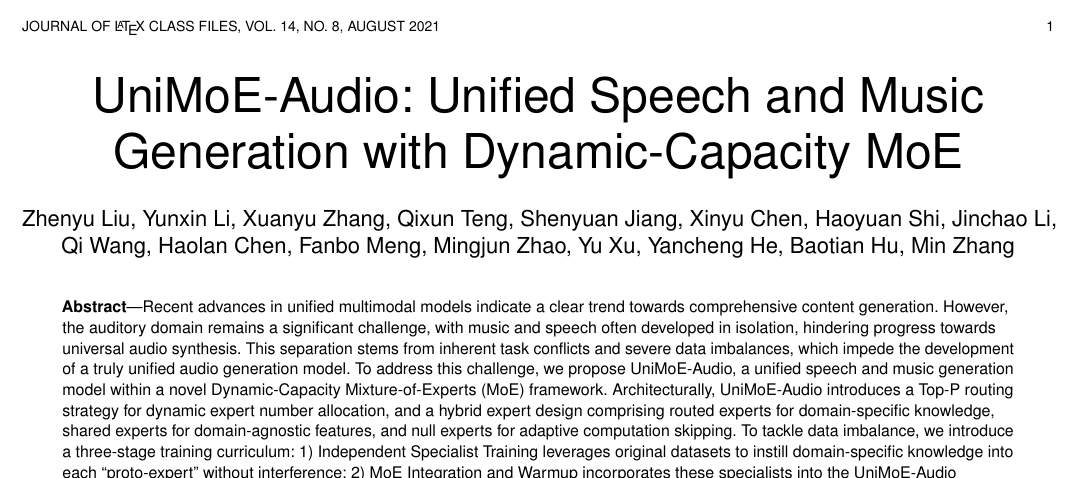 JOURNAL OF LATEX CLASS FILES, VOL. 14, NO. 8, AUGUST 2021 1
UniMoE-Audio: Unified Speech and Music
Generation with Dynamic-Capacity MoE
Zhenyu Liu, Yunxin Li, Xuanyu Zhang, Qixun Teng, Shenyuan Jiang, Xinyu Chen, Haoyuan Shi, Jinchao Li,
Qi Wang, Haolan Chen, Fanbo Meng, Mingjun Zhao, Yu Xu, Yancheng He, Baotian Hu, Min Zhang
Abstract—Recent advances in unified multimodal models indicate a clear trend towards comprehensive content generation. However,
the auditory domain remains a significant challenge, with music and speech often developed in isolation, hindering progress towards
universal audio synthesis. This separation stems from inherent task conflicts and severe data imbalances, which impede the development
of a truly unified audio generation model. To address this challenge, we propose UniMoE-Audio, a unified speech and music generation
model within a novel Dynamic-Capacity Mixture-of-Experts (MoE) framework. Architecturally, UniMoE-Audio introduces a Top-P routing
strategy for dynamic expert number allocation, and a hybrid expert design comprising routed experts for domain-specific knowledge,
shared experts for domain-agnostic features, and null experts for adaptive computation skipping. To tackle data imbalance, we introduce
a three-stage training curriculum: 1) Independent Specialist Training leverages original datasets to instill domain-specific knowledge into
each “proto-expert” without interference; 2) MoE Integration and Warmup incorporates these specialists into the UniMoE-Audio